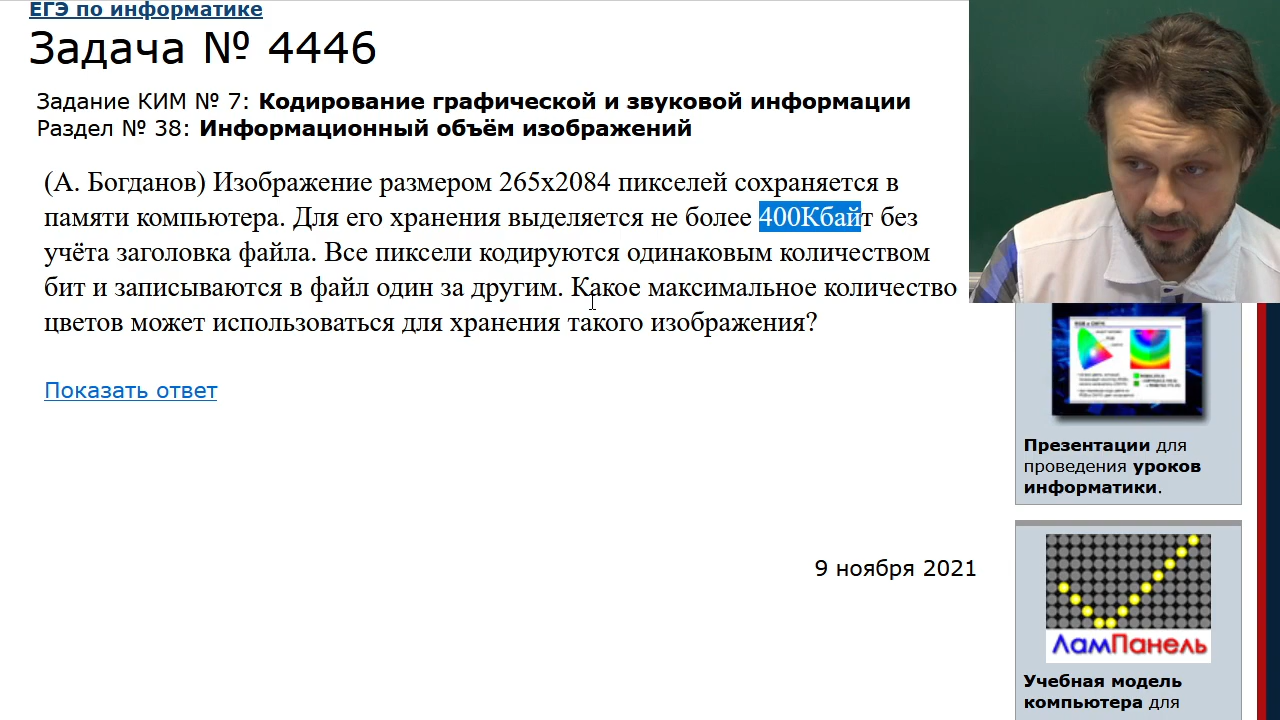 ЕГЭ по информатике
Задача № 4446
Задание КИМ № 7: Кодирование графической и звуковой информации
Раздел № 38: Информационный объём изображений
(А. Богданов) Изображение размером 265x2084 пикселей сохраняется в
памяти компьютера. Для его хранения выделяется не более 400Кбайт без
учёта заголовка файла. Все пиксели кодируются одинаковым количеством
бит и записываются в файл один за другим. Какое максимальное количество
цветов может использоваться для хранения такого изображения?
Показать ответ
9 ноября 2021
Презентации для
проведения уроков
информатики.
ЛамПанель
Учебная модель
компьютера для